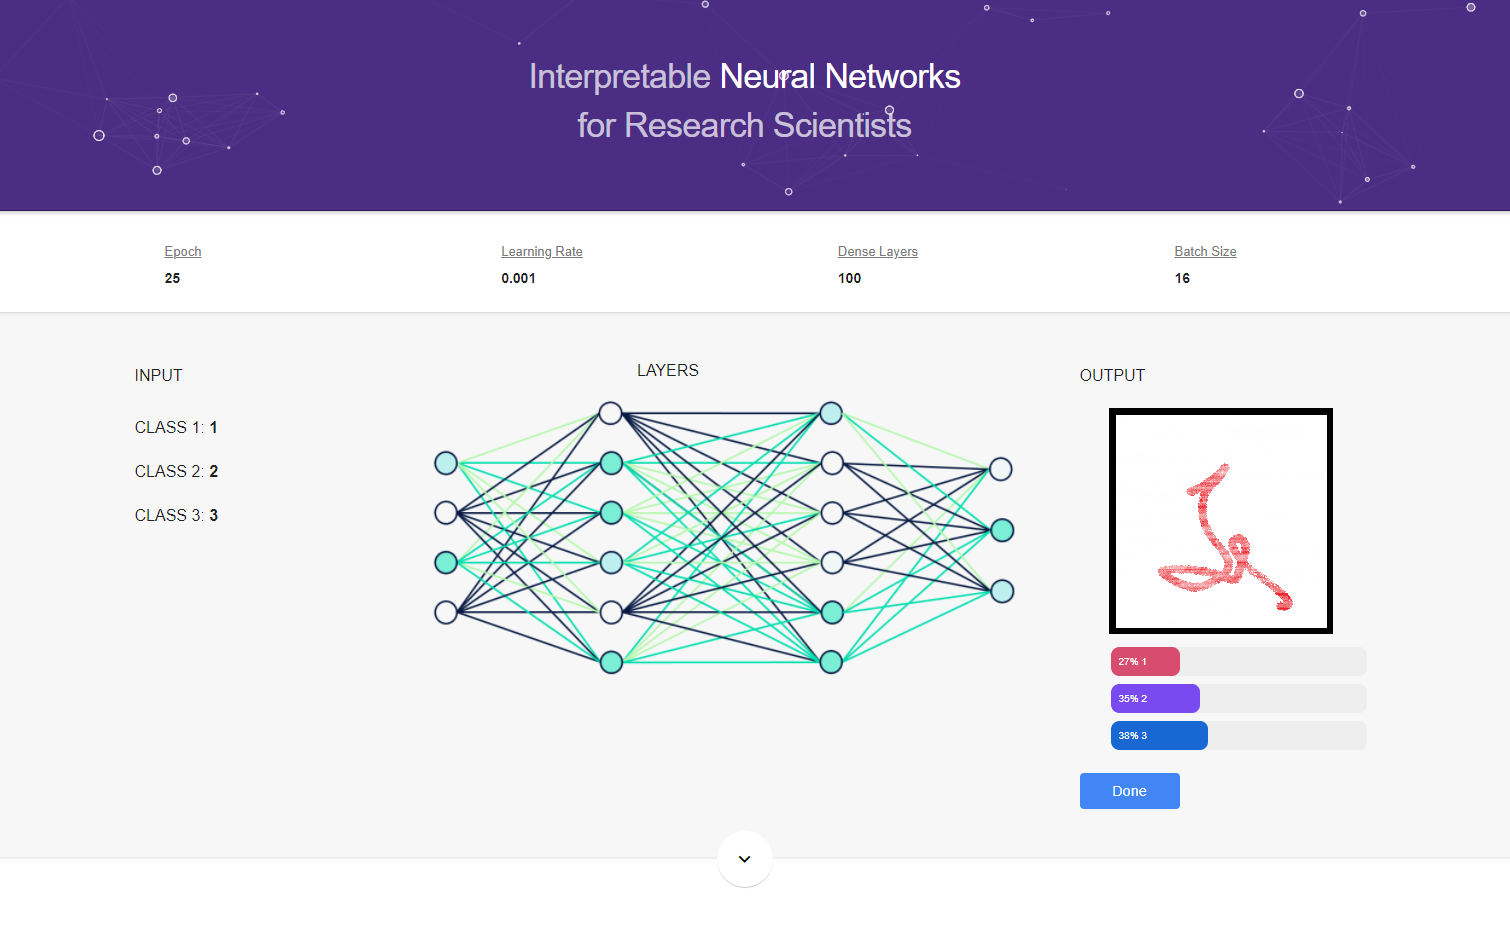 Interpretable Neural Networks
for Research Scientists
Epoch
25
Learning Rate
0.001
Dense Layers
100
Batch Size
16
INPUT
CLASS 1: 1
CLASS 2: 2
CLASS 3: 3
LAYERS
OUTPUT
27% 1
35% 2
38% 3
Done